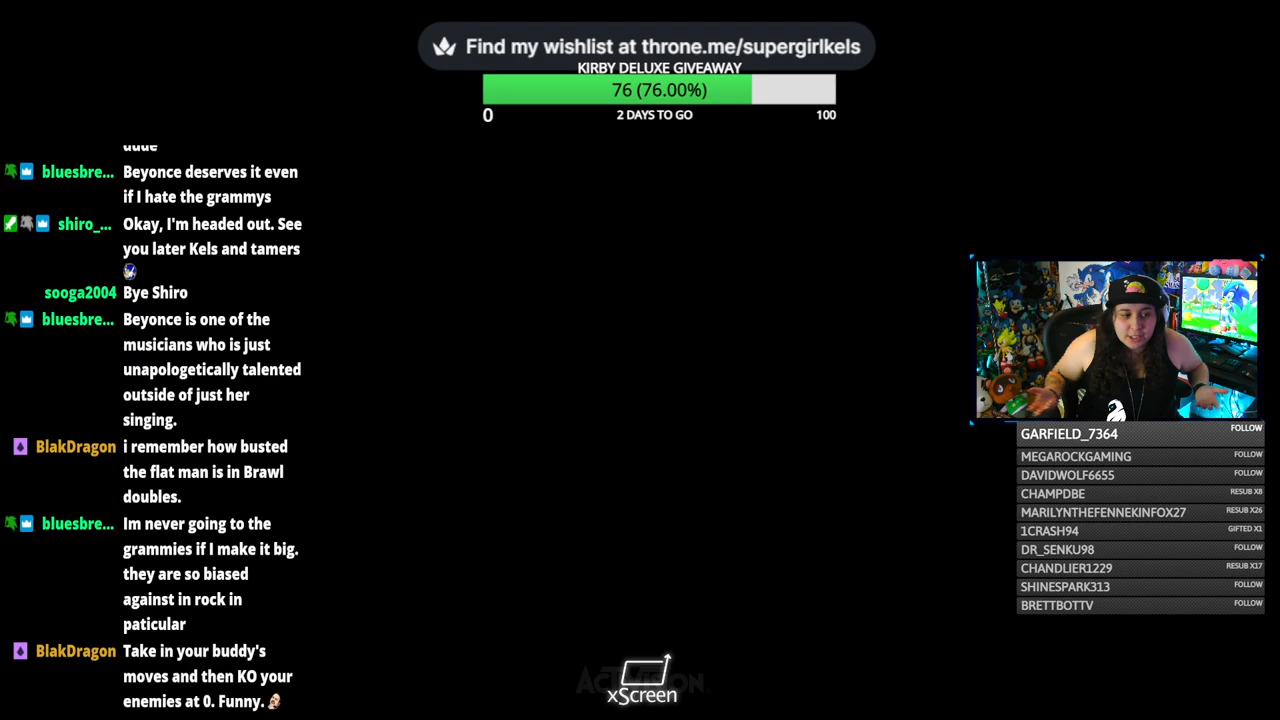 Find my wishlist at throne.me/supergirlkels
KIRBY DELUXE GIVEAWAY
76 (76.00%)
0
2 DAYS TO GO
100
dude
bluesbre... Beyonce deserves it even
if I hate the grammys
shiro_... Okay, I'm headed out. See
you later Kels and tamers
sooga2004 Bye Shiro
bluesbre... Beyonce is one of the
musicians who is just
unapologetically talented
outside of just her
singing.
BlakDragon i remember how busted
the flat man is in Brawl
doubles.
bluesbre... Im never going to the
grammies if I make it big.
they are so biased
against in rock in
paticular
BlakDragon Take in your buddy's
moves and then KO your
enemies at 0. Funny.
GARFIELD_7364 FOLLOW
MEGAROCKGAMING FOLLOW
DAVIDWOLF6655 FOLLOW
CHAMPDBE RESUB X8
MARILYNTHEFENNEKINFOX27 RESUB X26
1CRASH94 GIFTED X1
DR_SENKU98 FOLLOW
CHANDLIER1229 RESUB X17
SHINESPARK313 FOLLOW
BRETTBOTTV FOLLOW
ACTIVISION
xScreen